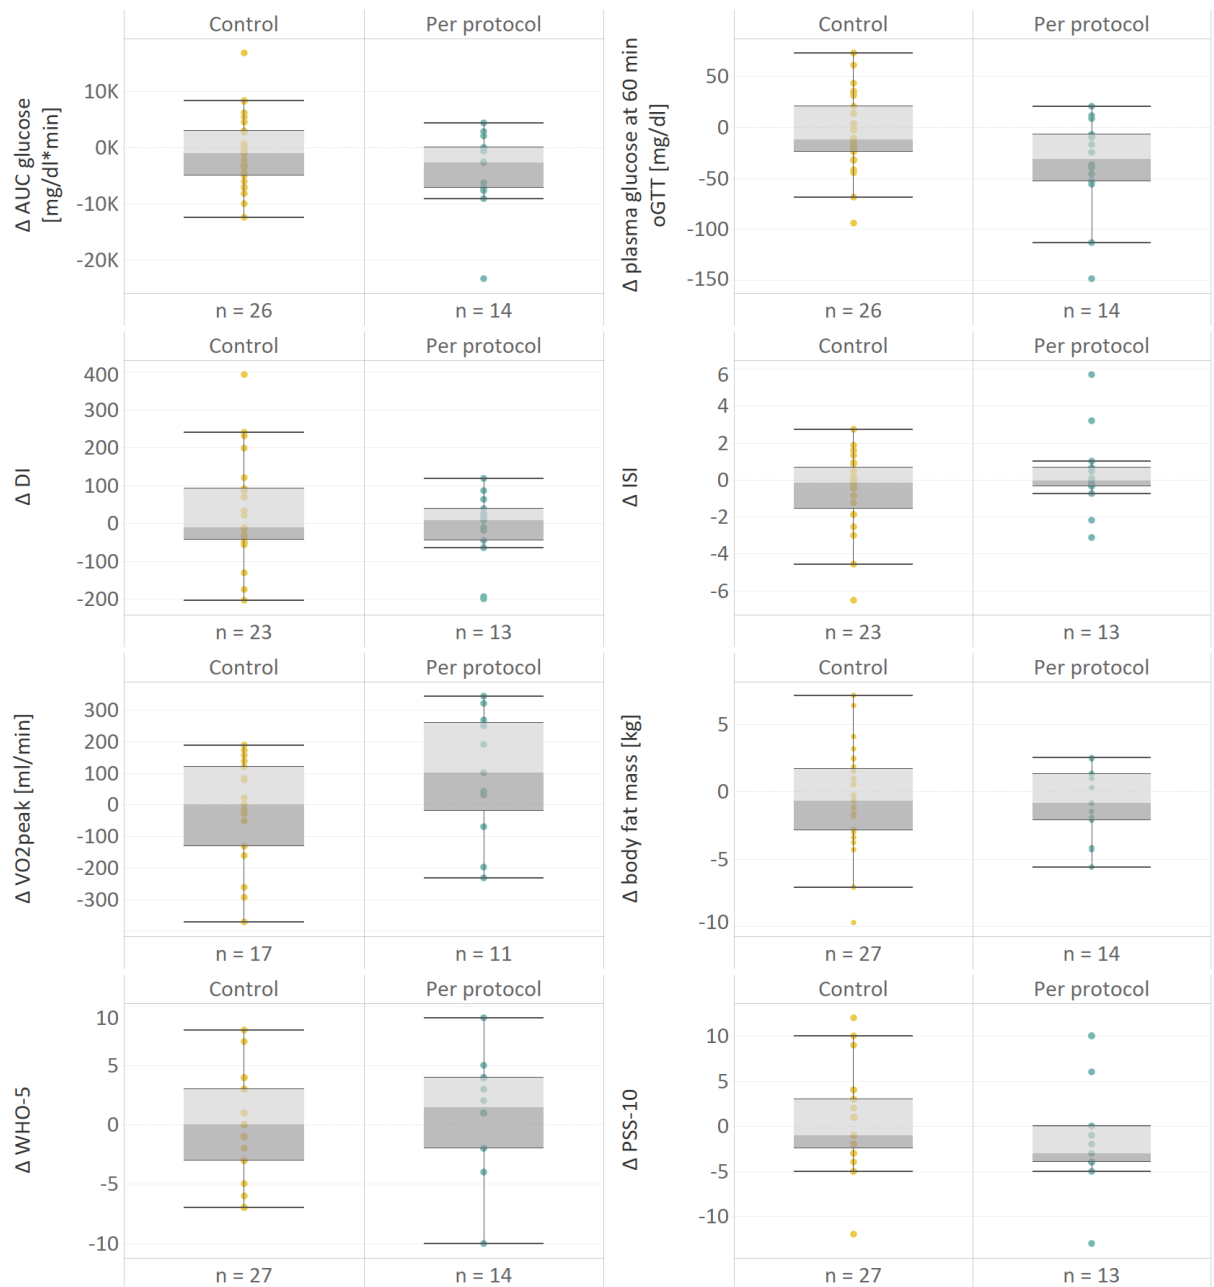 Control Per protocol
Δ AUC glucose
[mg/dl*min]
10K
0K
-10K
-20K
n = 26 n = 14
Control Per protocol
Δ plasma glucose at 60 min
oGTT [mg/dl]
50
0
-50
-100
-150
n = 26 n = 14
Control Per protocol
Δ DI
400
300
200
100
0
-100
-200
n = 23 n = 13
Control Per protocol
Δ ISI
6
4
2
0
-2
-4
-6
n = 23 n = 13
Control Per protocol
Δ VO2peak [ml/min]
300
200
100
0
-100
-200
-300
n = 17 n = 11
Control Per protocol
Δ body fat mass [kg]
5
0
-5
-10
n = 27 n = 14
Control Per protocol
Δ WHO-5
10
5
0
-5
-10
n = 27 n = 14
Control Per protocol
Δ PSS-10
10
5
0
-5
-10
n = 27 n = 13